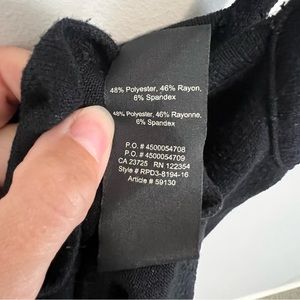 48% Polyester, 46% Rayon,
6% Spandex
48% Polyester, 46% Rayonne,
6% Spandex
P.O. # 4500054708
P.O. # 4500054709
CA 23725 RN 122354
Style # RPD3-8194-16
Article # 59130